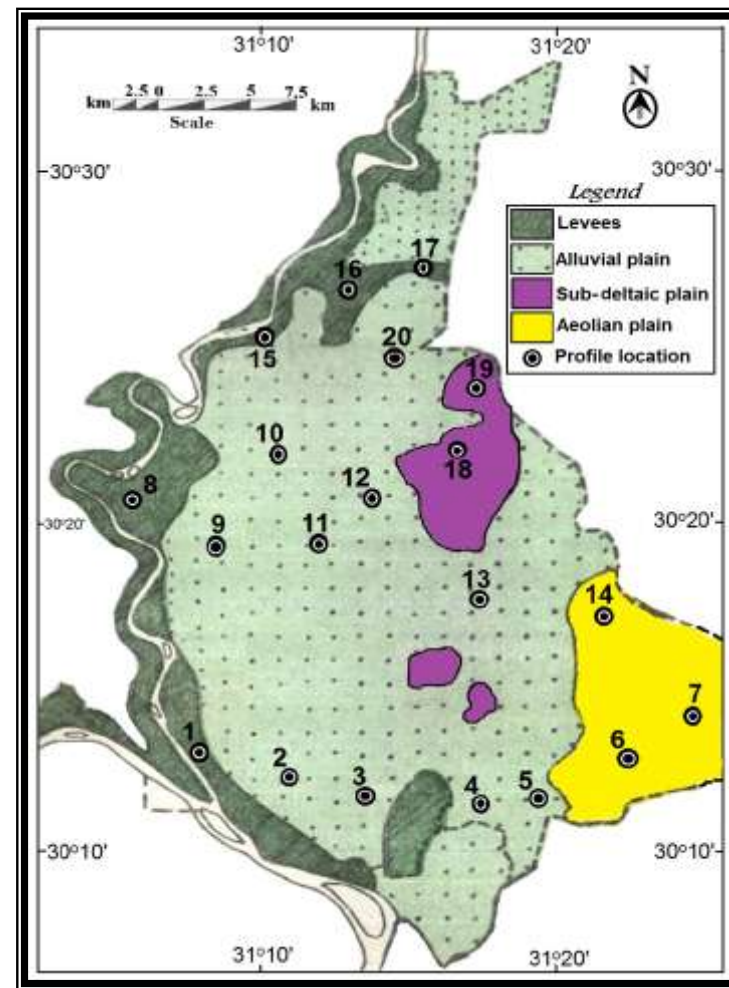 31°10' 31°20'
km 2.5 0 2.5 5 7.5 km
Scale
N
30°30' 30°30'
Legend
Levees
Alluvial plain
Sub-deltaic plain
Aeolian plain
Profile location
17
16
15
20
19
10
18
8
12
9
11
30°20' 30°20'
13
14
7
1
6
2
3
4
5
30°10' 30°10'
31°10' 31°20'